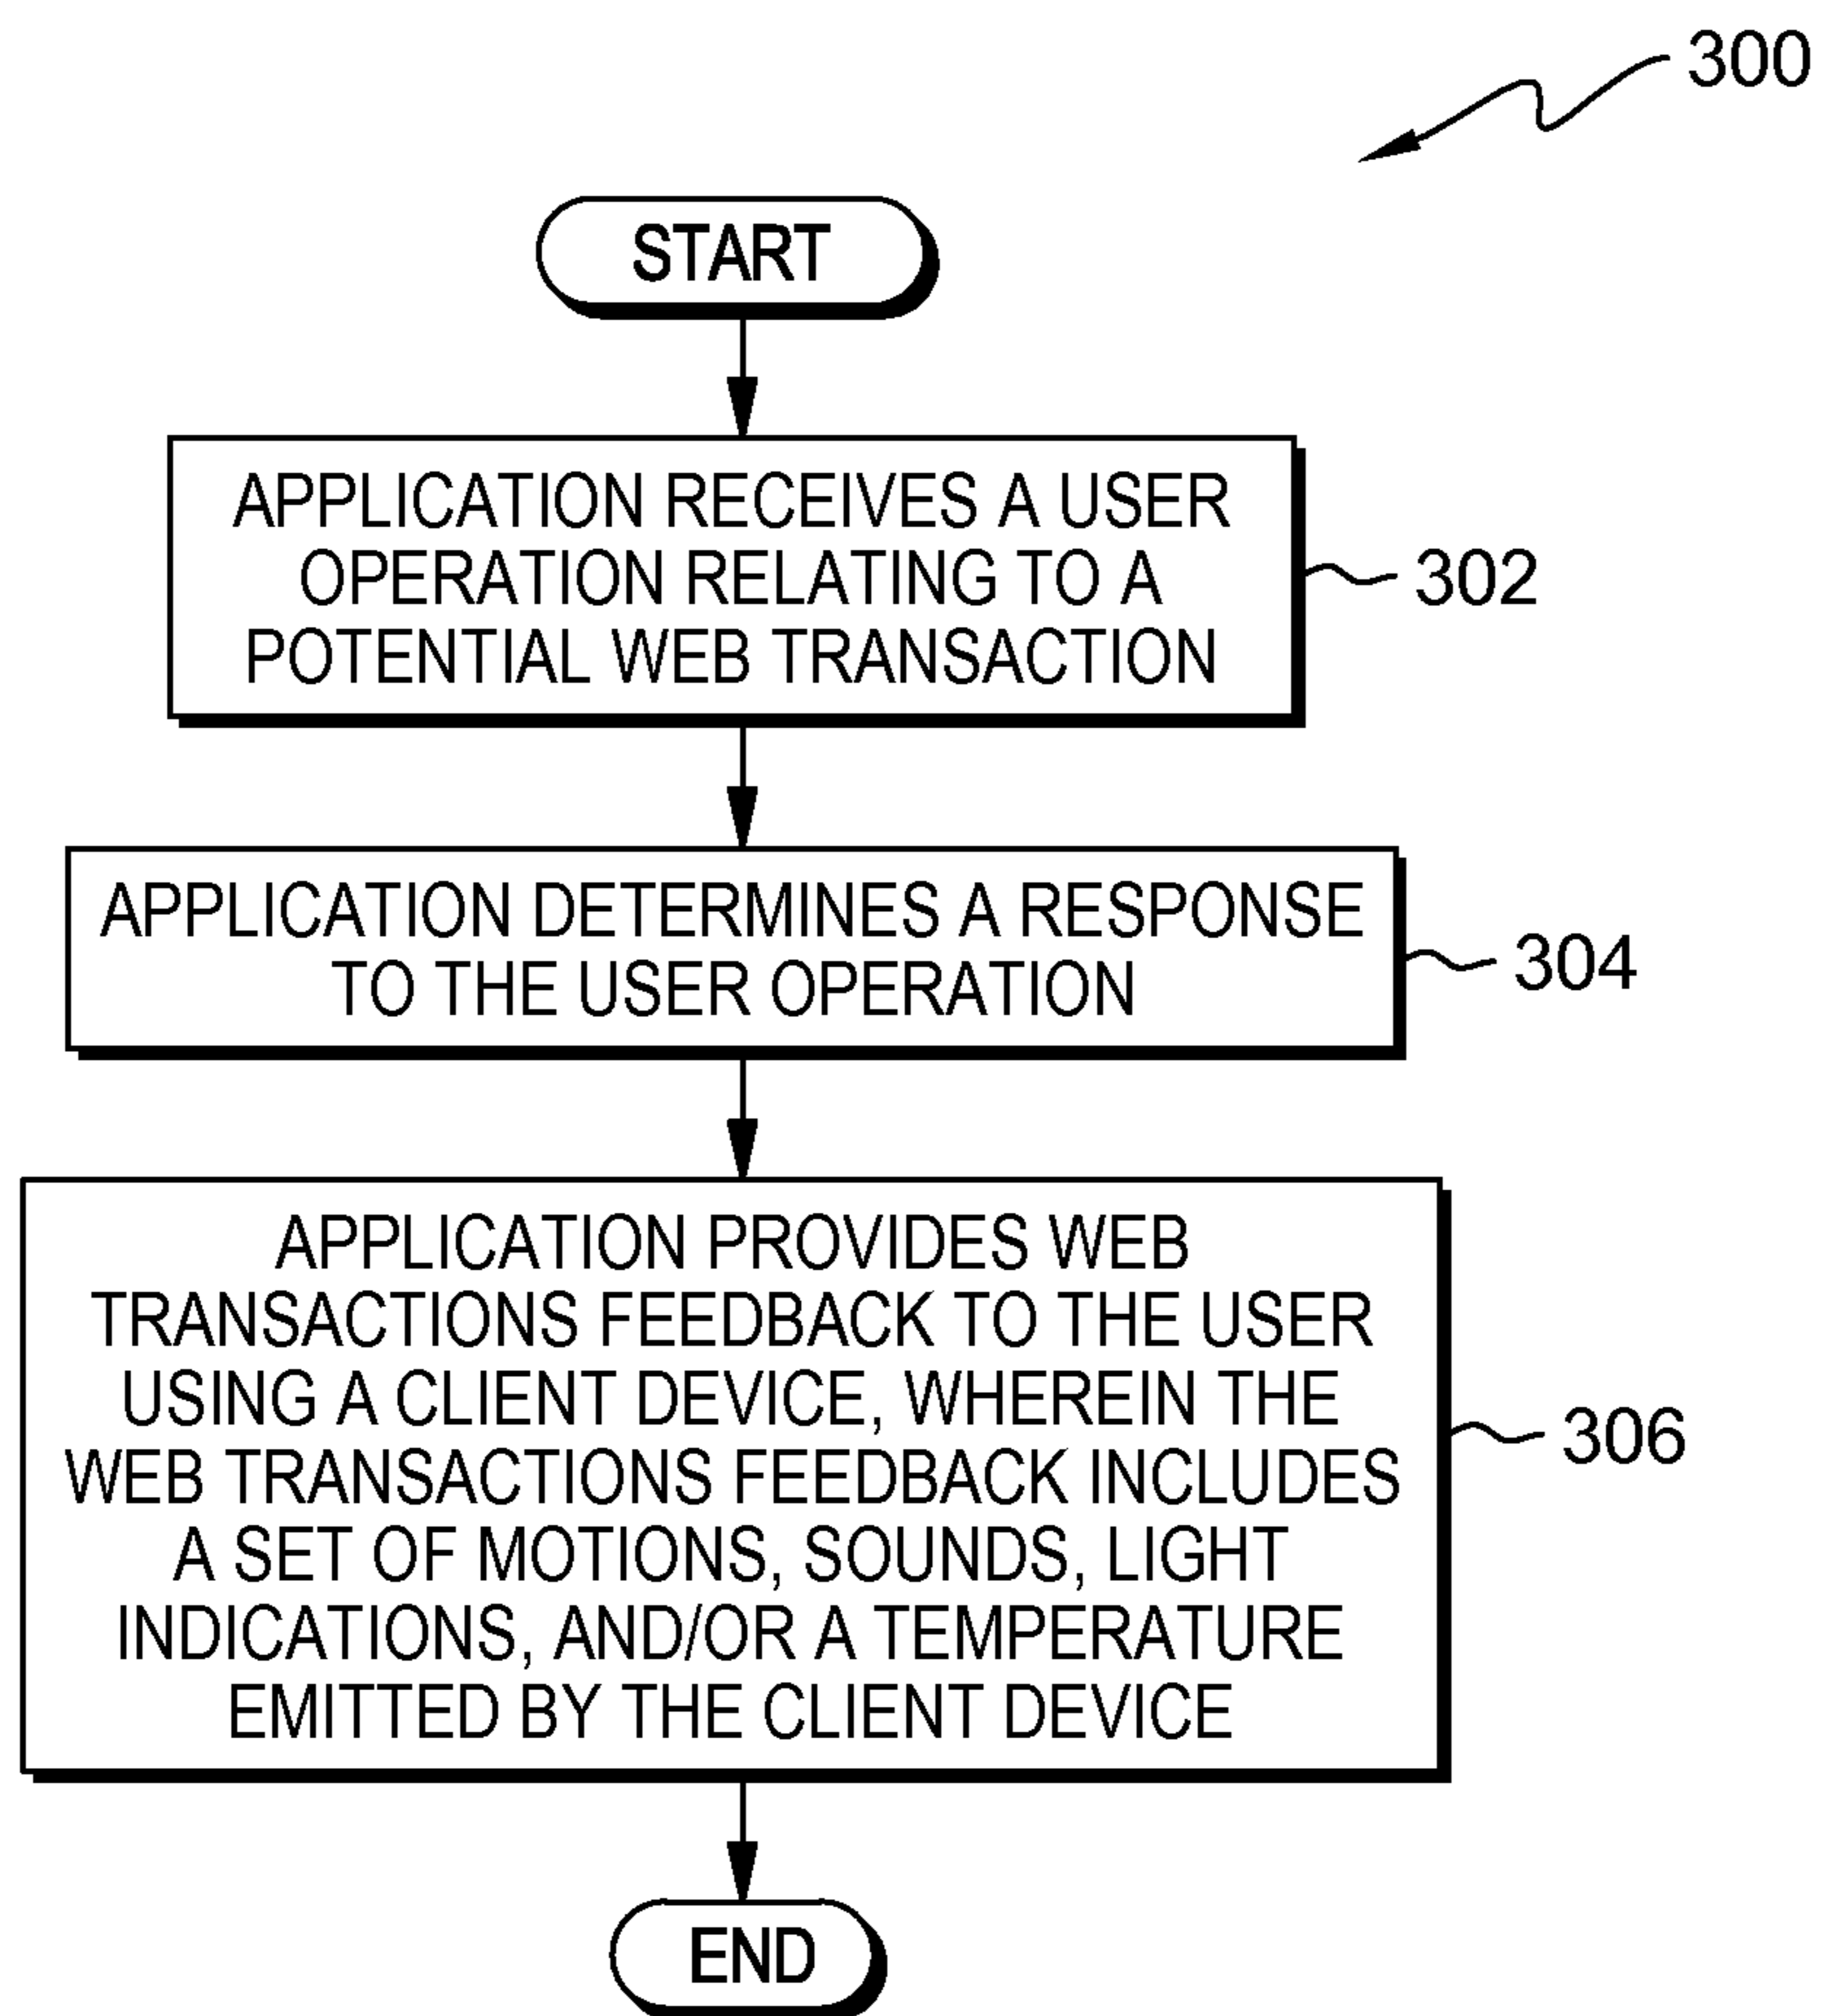 300
START
APPLICATION RECEIVES A USER
OPERATION RELATING TO A
POTENTIAL WEB TRANSACTION
302
APPLICATION DETERMINES A RESPONSE
TO THE USER OPERATION
304
APPLICATION PROVIDES WEB
TRANSACTIONS FEEDBACK TO THE USER
USING A CLIENT DEVICE, WHEREIN THE
WEB TRANSACTIONS FEEDBACK INCLUDES
A SET OF MOTIONS, SOUNDS, LIGHT
INDICATIONS, AND/OR A TEMPERATURE
EMITTED BY THE CLIENT DEVICE
306
END